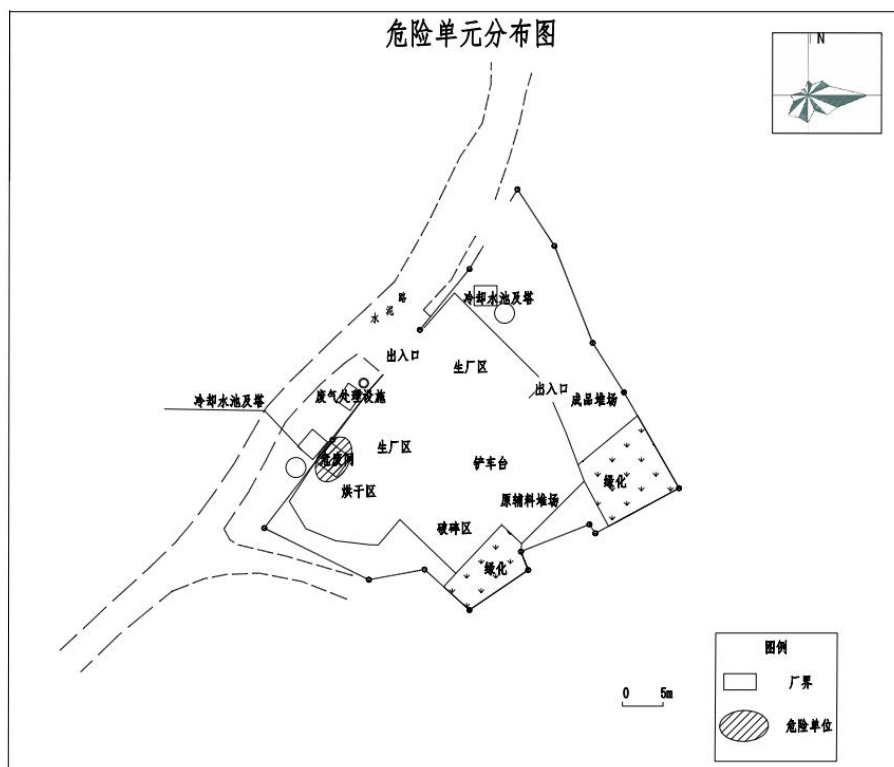 危险单元分布图
N
冷却水池及塔
水泥路
出入口
生厂区
出入口
成品堆场
冷却水池及塔
废气处理设施
生厂区
危废间
铲车台
绿化
烘干区
原辅料堆场
破碎区
绿化
图例
厂界
危险单位
0 5m